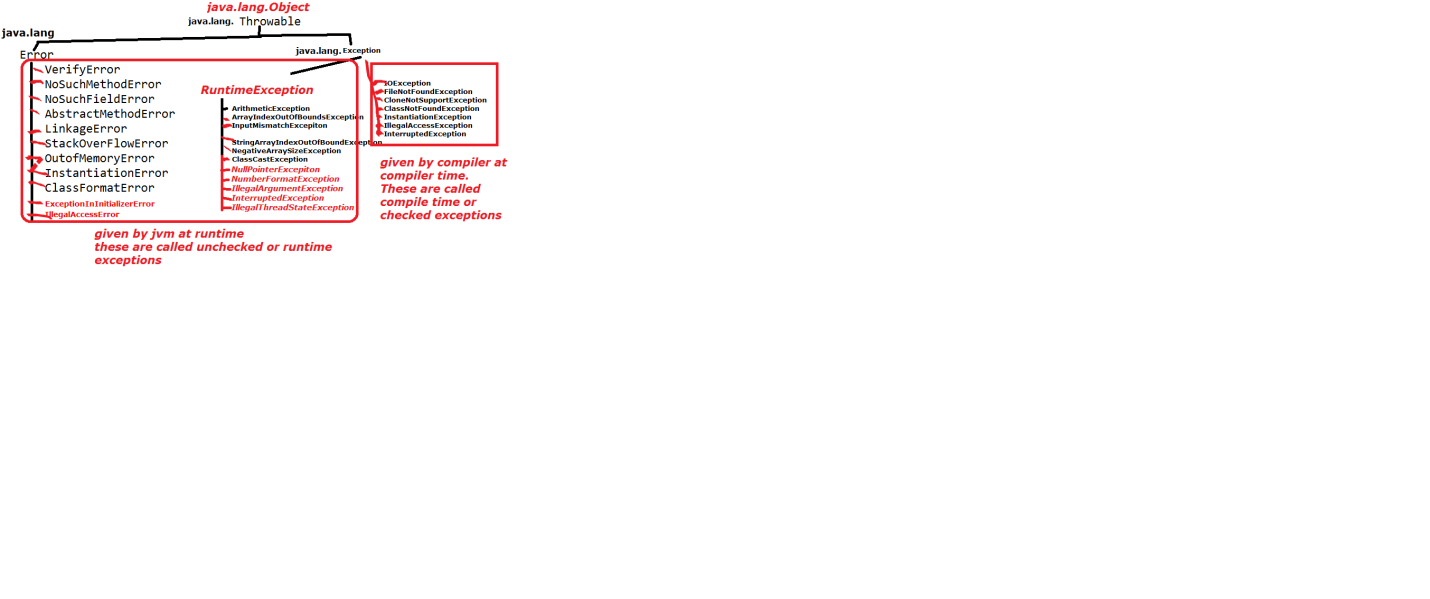 java.lang.Object
java.lang. Throwable
java.lang
java.lang. Exception
Error
VerifyError
NoSuchMethodError
NoSuchFieldError
AbstractMethodError
LinkageError
StackOverFlowError
OutofMemoryError
InstantiationError
ClassFormatError
ExceptionInInitializerError
IllegalAccessError
RuntimeException
ArithmeticException
ArrayIndexOutOfBoundsException
InputMismatchExcepiton
StringArrayIndexOutOfBoundException
NegativeArraySizeException
ClassCastException
NullPointerExcepiton
NumberFormatException
IllegalArgumentException
InterruptedException
IllegalThreadStateException
IOException
FileNotFoundException
CloneNotSupportException
ClassNotFoundException
InstantiationException
IllegalAccessException
InterruptedException
given by compiler at
compiler time.
These are called
compile time or
checked exceptions
given by jvm at runtime
these are called unchecked or runtime
exceptions